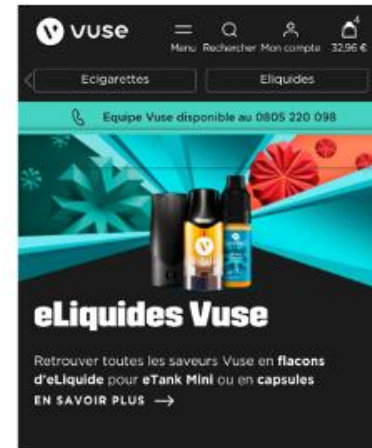 VUSE
4
Menu Rechercher Mon compte 32,96 €
Ecigarettes Eliquides
Equipe Vuse disponible au 0805 220 098
eLiquides Vuse
Retrouver toutes les saveurs Vuse en flacons
d'eLiquide pour eTank Mini ou en capsules
EN SAVOIR PLUS →